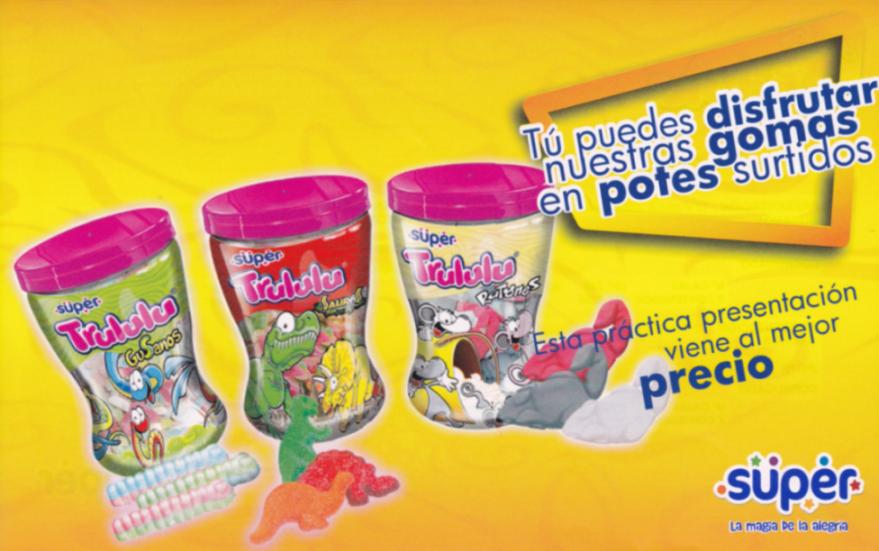 Tú puedes disfrutar
nuestras gomas
en potes surtidos
súper
Trululu
Gusanos
súper
Trululu
súper
Trululu
Ratones
Esta práctica presentación
viene al mejor
precio
súper
La magia de la alegría